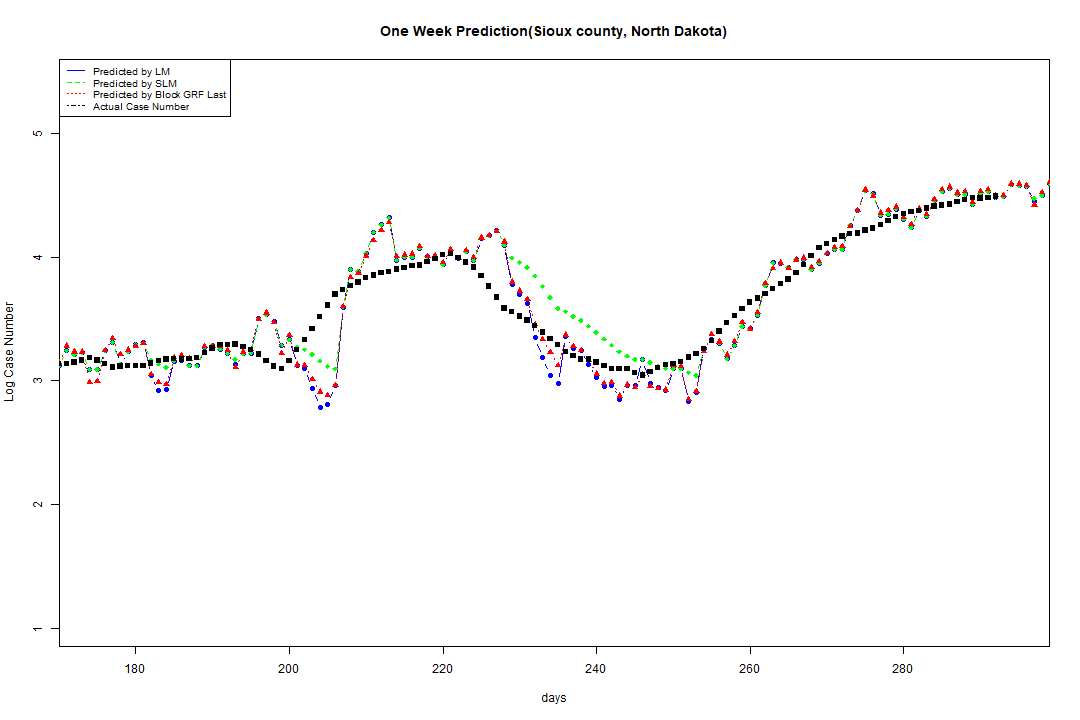 One Week Prediction(Sioux county, North Dakota)
Predicted by LM
Predicted by SLM
Predicted by Block GRF Last
Actual Case Number
5
4
3
2
1
Log Case Number
180 200 220 240 260 280
days